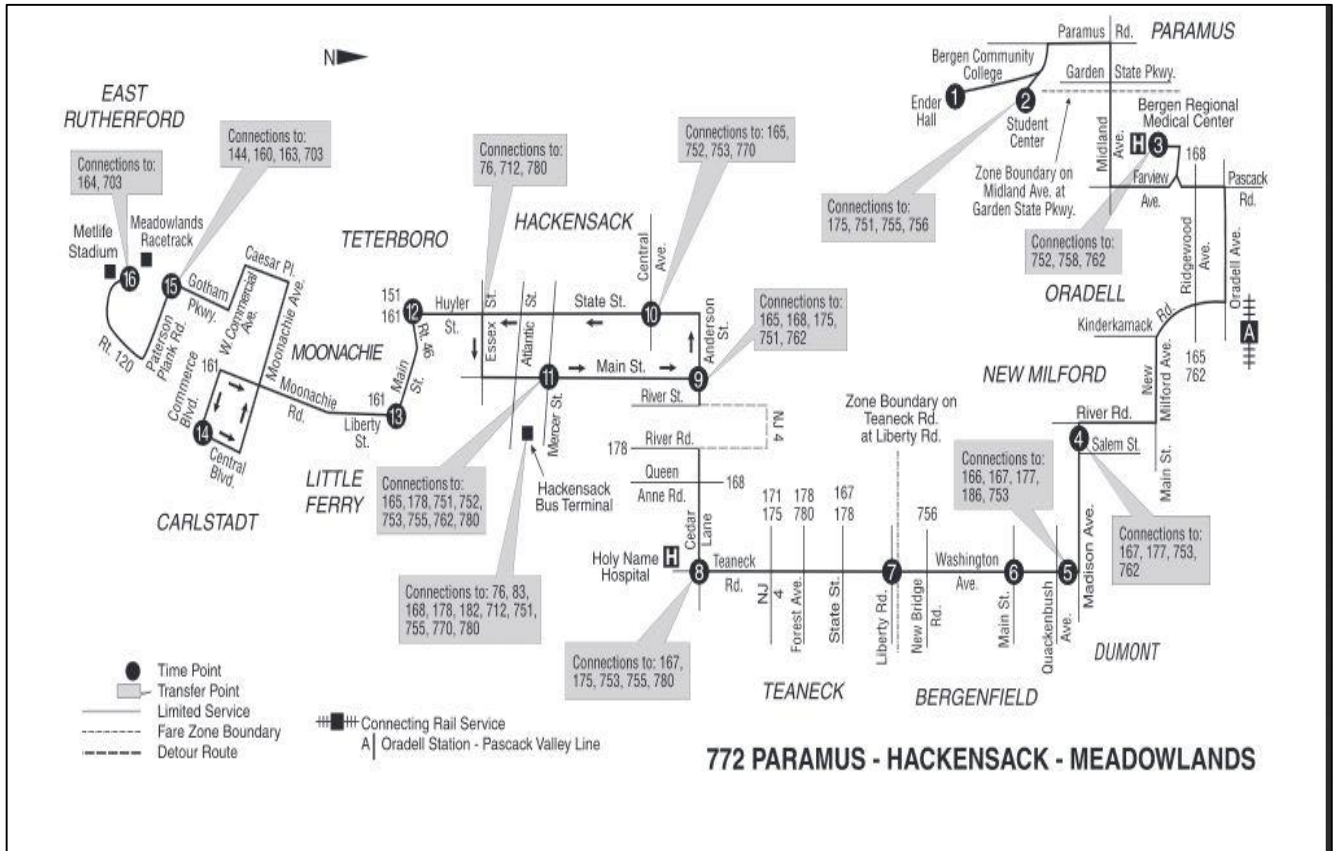 N
EAST
RUTHERFORD
Connections to:
144, 160, 163, 703
Connections to:
164, 703
Metlife
Stadium
Meadowlands
Racetrack
16
15
Gotham
Pkwy.
Caesar Pl.
W Commercial
Ave.
Moonachie Ave.
Paterson
Plank Rd.
Rt. 120
161
Commerce
Blvd.
14
Central
Blvd.
CARLSTADT
MOONACHIE
Moonachie
Rd.
161
Liberty
St.
13
Main
St.
Rt. 46
151
161
12
TETERBORO
Huyler
St.
LITTLE
FERRY
Connections to:
76, 712, 780
HACKENSACK
Essex St.
Atlantic St.
Mercer St.
State St.
10
Central
Ave.
Connections to: 165,
752, 753, 770
Main St.
11
9
Anderson
St.
Connections to:
165, 168, 175,
751, 762
River St.
NJ 4
River Rd.
178
Queen
Anne Rd.
168
Cedar
Lane
Hackensack
Bus Terminal
Connections to:
165, 178, 751, 752,
753, 755, 762, 780
Connections to: 76, 83,
168, 178, 182, 712, 751,
755, 770, 780
Holy Name
Hospital
H
8
Teaneck
Rd.
Connections to: 167,
175, 753, 755, 780
171
175
NJ
4
178
780
Forest Ave.
167
178
State St.
TEANECK
Zone Boundary on
Teaneck Rd.
at Liberty Rd.
7
Liberty Rd.
756
New Bridge
Rd.
Washington
Ave.
6
Main St.
5
Quackenbush
Ave.
BERGENFIELD
DUMONT
Madison Ave.
Connections to:
166, 167, 177,
186, 753
4
River Rd.
Salem St.
Main St.
Connections to:
167, 177, 753,
762
NEW MILFORD
New
Milford Ave.
Kinderkamack
Rd.
165
762
ORADELL
Oradell Ave.
A
Ridgewood
Ave.
168
Pascack
Rd.
Farview
Ave.
Connections to:
752, 758, 762
H
3
Bergen Regional
Medical Center
Midland
Ave.
Zone Boundary on
Midland Ave. at
Garden State Pkwy.
Connections to:
175, 751, 755, 756
Paramus Rd.
PARAMUS
Bergen Community
College
Garden State Pkwy.
1
Ender
Hall
2
Student
Center
Time Point
Transfer Point
Limited Service
Fare Zone Boundary
Detour Route
Connecting Rail Service
A Oradell Station - Pascack Valley Line
772 PARAMUS - HACKENSACK - MEADOWLANDS